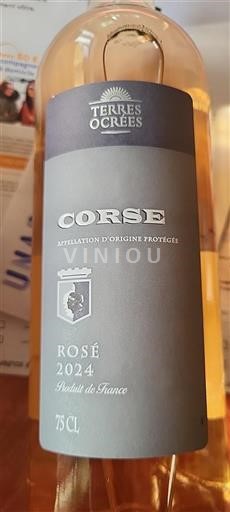 TERRES
OCRÉES
CORSE
APPELLATION D'ORIGINE PROTÉGÉE
VINIOU
ROSÉ
2024
Produit de France
75 CL